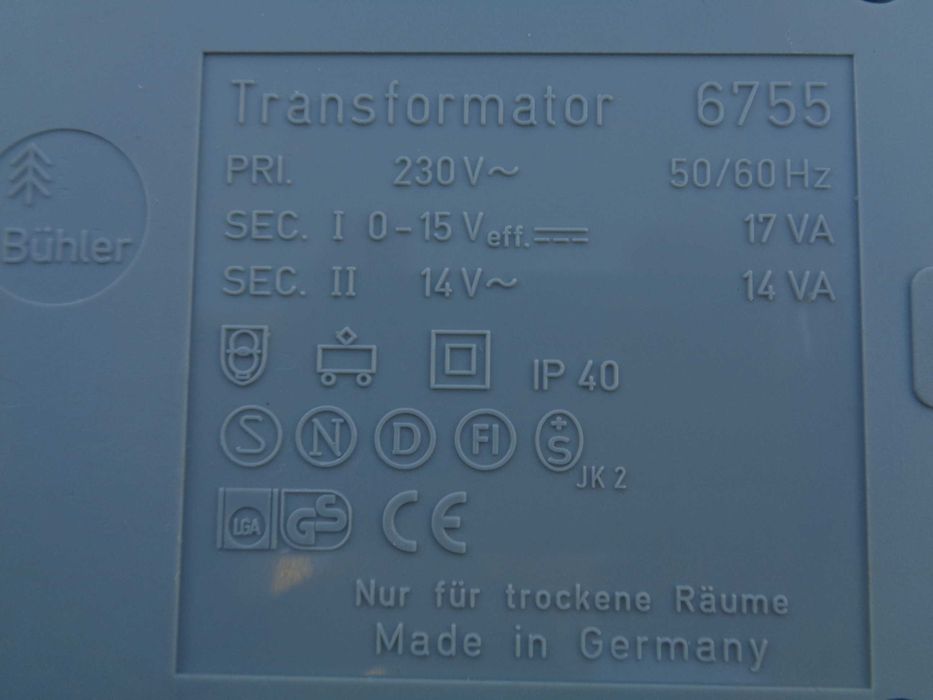 Transformator 6755
PRI. 230 V~ 50/60 Hz
SEC. I 0-15 Veff.⎓ 17 VA
SEC. II 14 V~ 14 VA
Bühler
IP 40
S N D FI +S
JK 2
LGA GS CE
Nur für trockene Räume
Made in Germany